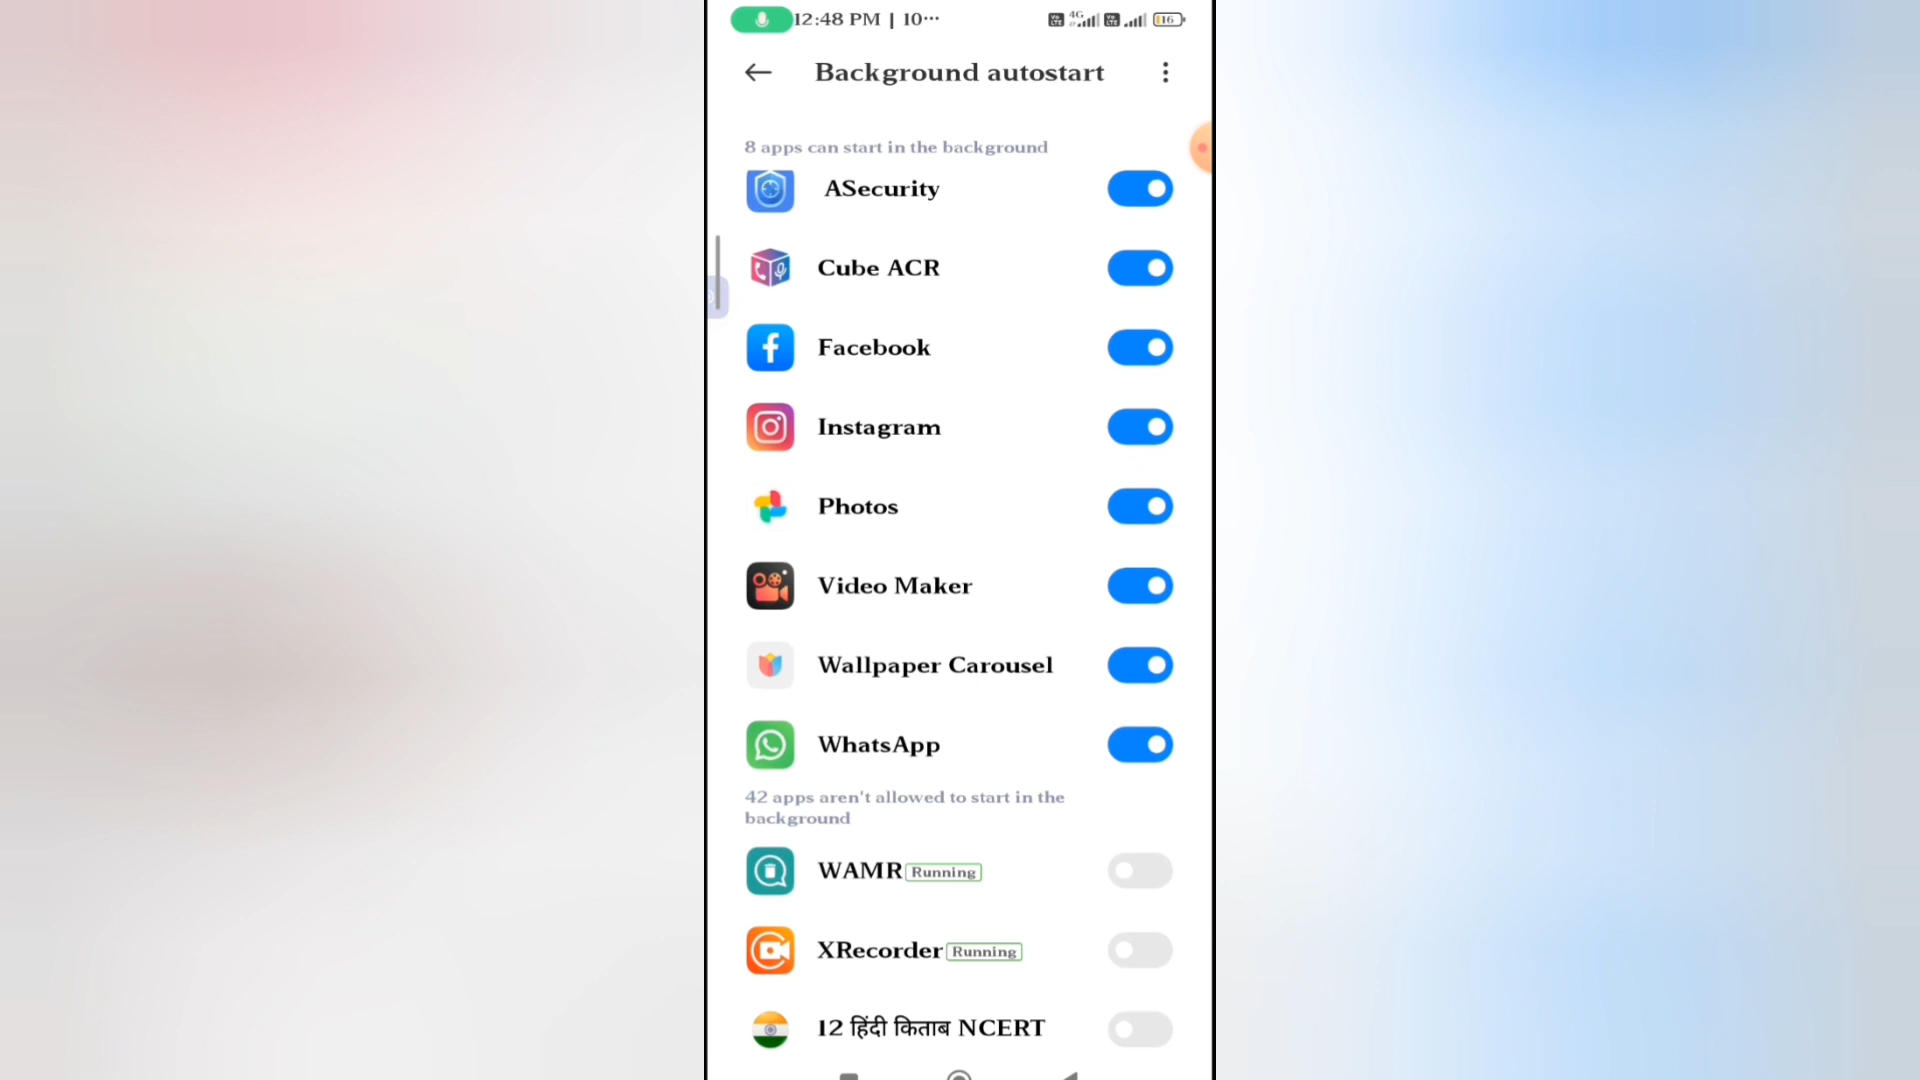 12:48 PM | 10...
4G
16
Background autostart
8 apps can start in the background
ASecurity
Cube ACR
Facebook
Instagram
Photos
Video Maker
Wallpaper Carousel
WhatsApp
42 apps aren't allowed to start in the
background
WAMR Running
XRecorder Running
12 हिंदी किताब NCERT